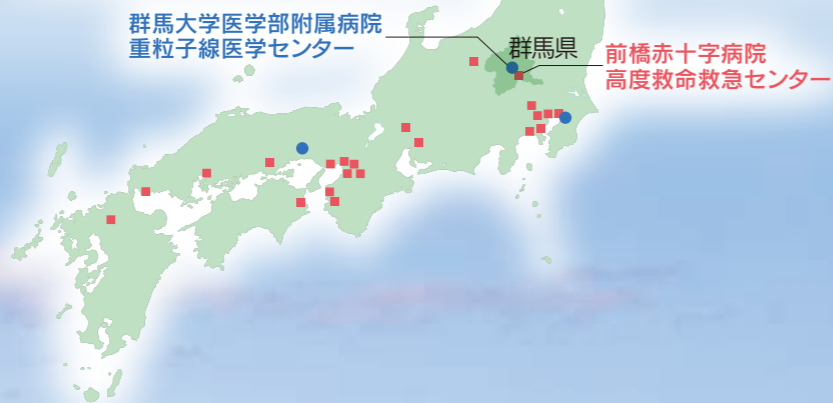 群馬大学医学部附属病院
重粒子線医学センター
群馬県
前橋赤十字病院
高度救命救急センター